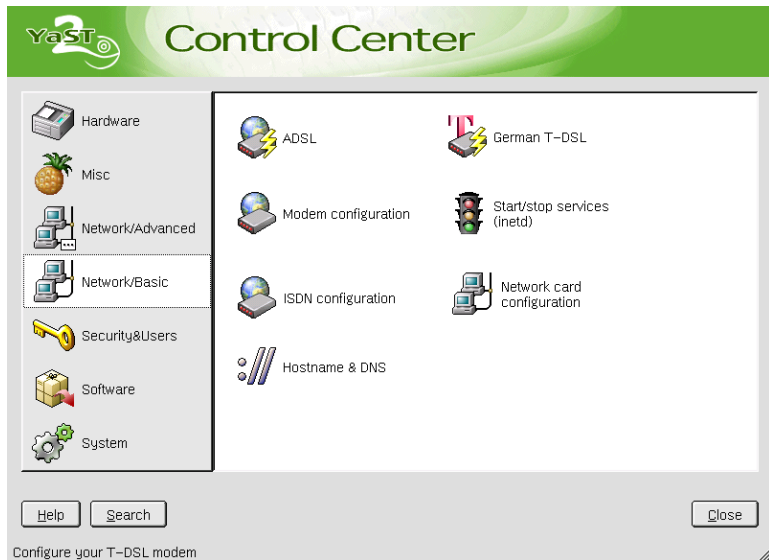 YaST2 Control Center
Hardware
Misc
Network/Advanced
Network/Basic
Security&Users
Software
System
ADSL
German T-DSL
Modem configuration
Start/stop services
(inetd)
ISDN configuration
Network card
configuration
Hostname & DNS
Help
Search
Close
Configure your T-DSL modem